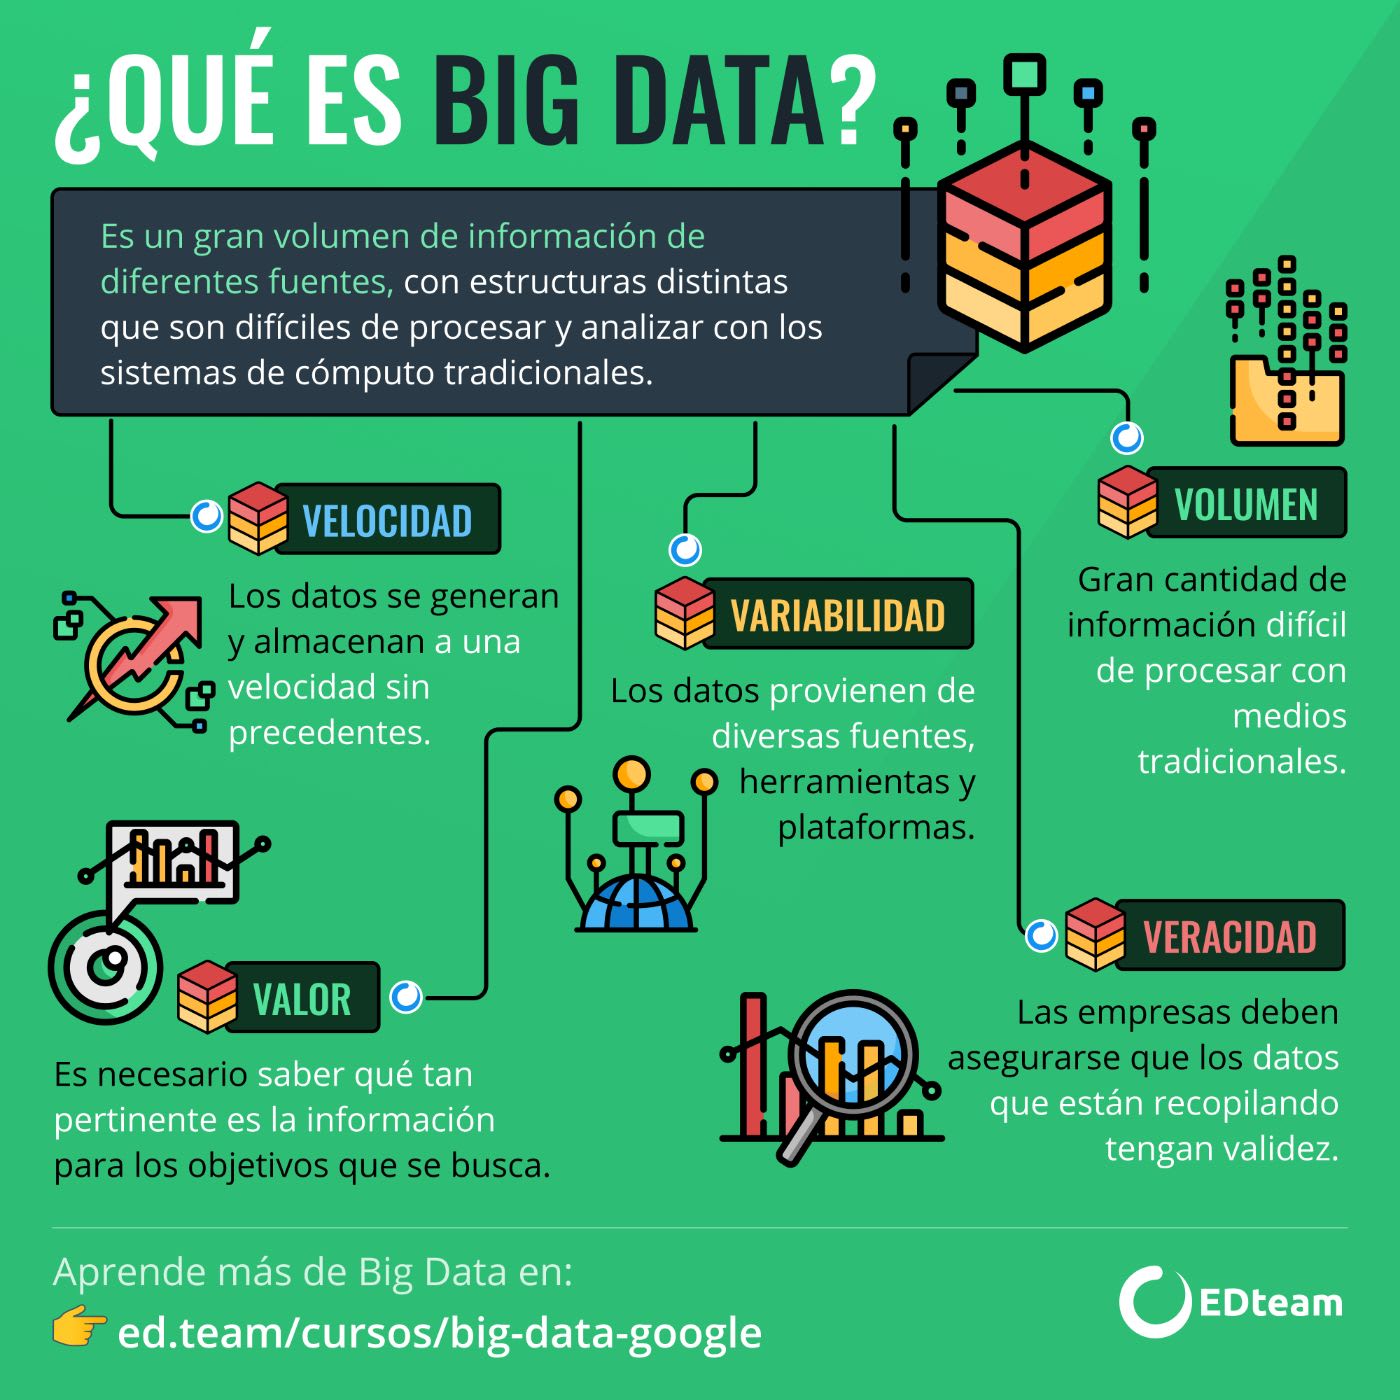 ¿QUÉ ES BIG DATA?
Es un gran volumen de información de
diferentes fuentes, con estructuras distintas
que son difíciles de procesar y analizar con los
sistemas de cómputo tradicionales.
VELOCIDAD
Los datos se generan
y almacenan a una
velocidad sin
precedentes.
VARIABILIDAD
Los datos provienen de
diversas fuentes,
herramientas y
plataformas.
VOLUMEN
Gran cantidad de
información difícil
de procesar con
medios
tradicionales.
VALOR
Es necesario saber qué tan
pertinente es la información
para los objetivos que se busca.
VERACIDAD
Las empresas deben
asegurarse que los datos
que están recopilando
tengan validez.
Aprende más de Big Data en:
ed.team/cursos/big-data-google
EDteam